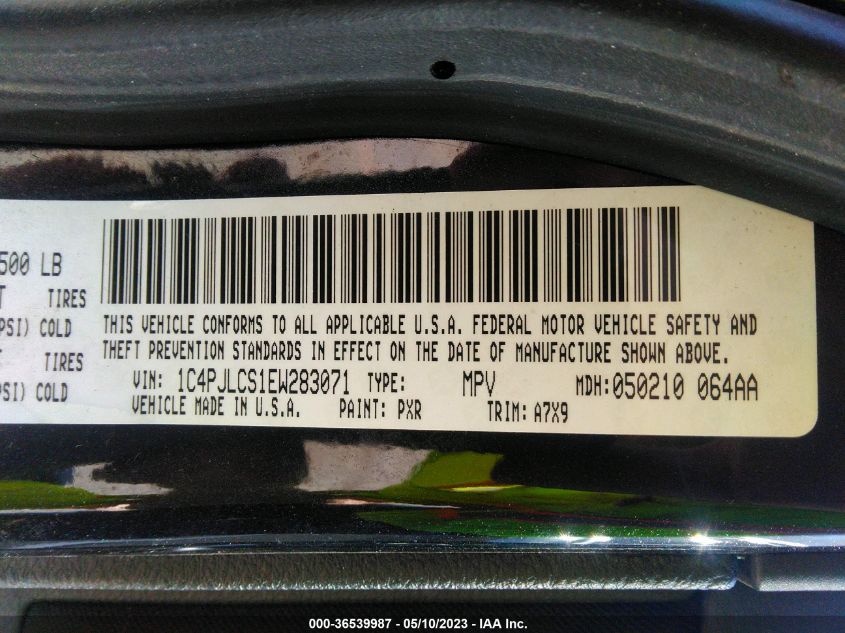 500 LB
TIRES
PSI) COLD
TIRES
PSI) COLD
THIS VEHICLE CONFORMS TO ALL APPLICABLE U.S.A. FEDERAL MOTOR VEHICLE SAFETY AND
THEFT PREVENTION STANDARDS IN EFFECT ON THE DATE OF MANUFACTURE SHOWN ABOVE.
VIN: 1C4PJLCS1EW283071 TYPE: MPV MDH:050210 064AA
VEHICLE MADE IN U.S.A. PAINT: PXR TRIM: A7X9
000-36539987 - 05/10/2023 - IAA Inc.